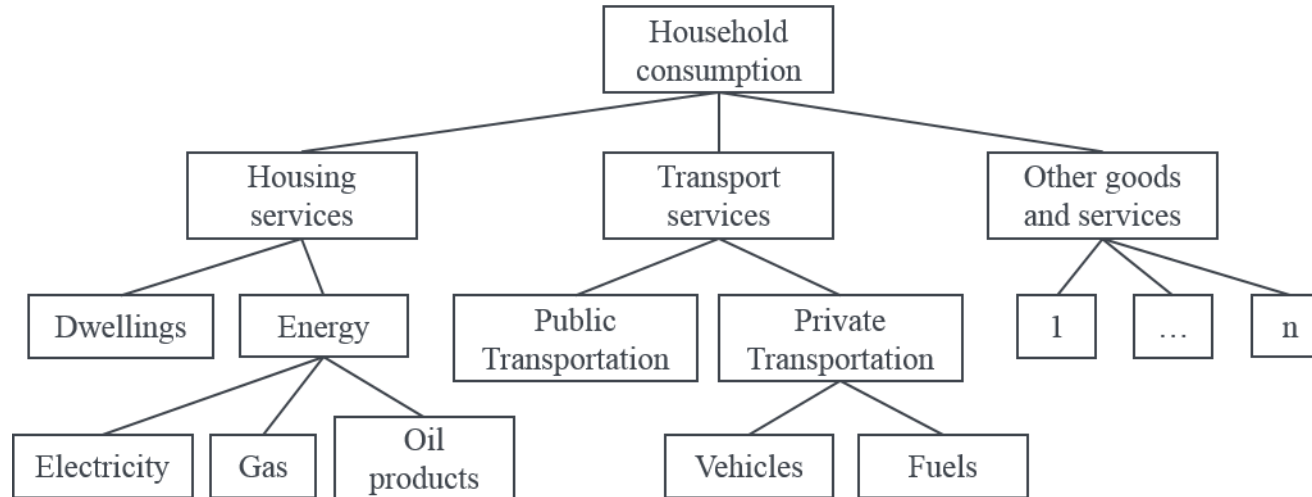 Household
consumption
Housing
services
Transport
services
Other goods
and services
Dwellings
Energy
Public
Transportation
Private
Transportation
1
...
n
Electricity
Gas
Oil
products
Vehicles
Fuels